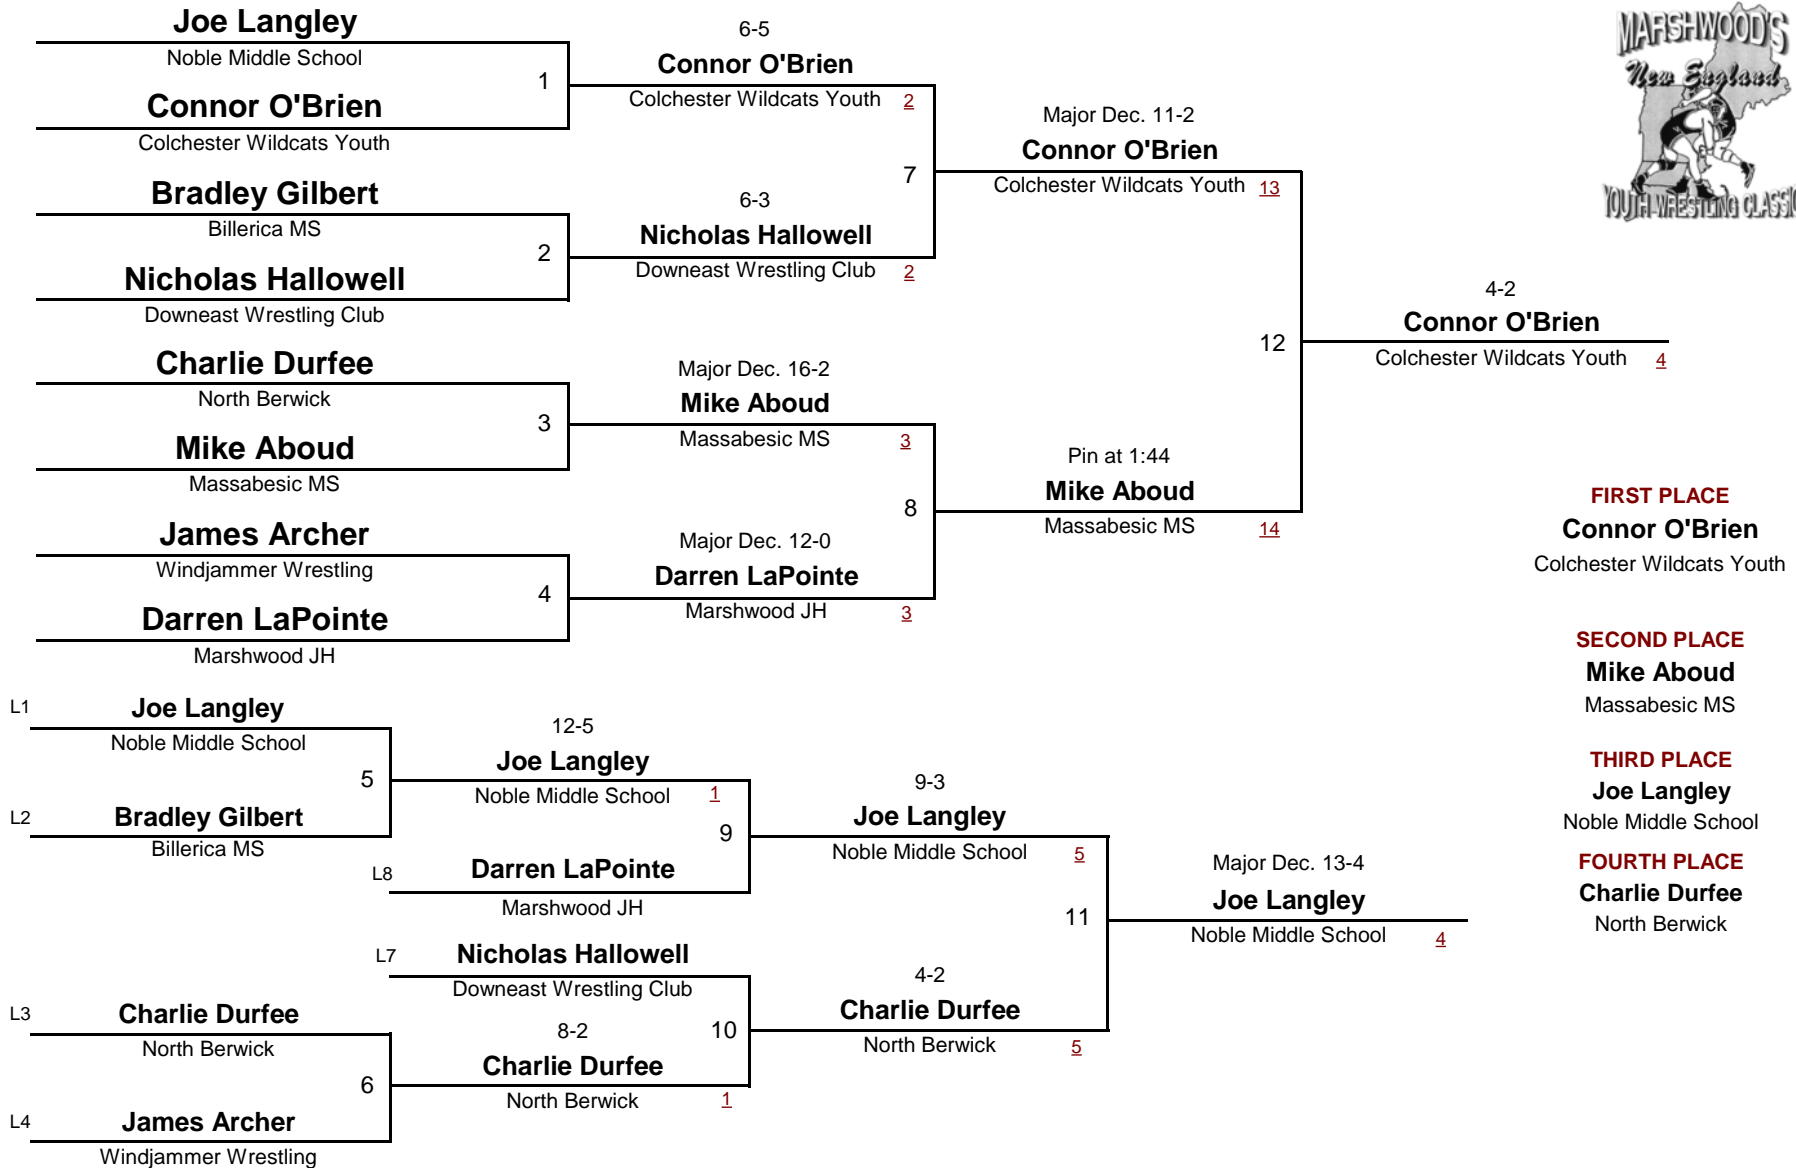 MARSHWOOD'S
New England
YOUTH WRESTLING CLASSIC
Joe Langley
Noble Middle School
1
Connor O'Brien
Colchester Wildcats Youth
6-5
Connor O'Brien
Colchester Wildcats Youth 2
Bradley Gilbert
Billerica MS
2
Nicholas Hallowell
Downeast Wrestling Club
6-3
Nicholas Hallowell
Downeast Wrestling Club 2
7
Major Dec. 11-2
Connor O'Brien
Colchester Wildcats Youth 13
Charlie Durfee
North Berwick
3
Mike Aboud
Massabesic MS
Major Dec. 16-2
Mike Aboud
Massabesic MS 3
James Archer
Windjammer Wrestling
4
Darren LaPointe
Marshwood JH
Major Dec. 12-0
Darren LaPointe
Marshwood JH 3
8
Pin at 1:44
Mike Aboud
Massabesic MS 14
12
4-2
Connor O'Brien
Colchester Wildcats Youth 4
FIRST PLACE
Connor O'Brien
Colchester Wildcats Youth
SECOND PLACE
Mike Aboud
Massabesic MS
THIRD PLACE
Joe Langley
Noble Middle School
FOURTH PLACE
Charlie Durfee
North Berwick
L1 Joe Langley
Noble Middle School
5
L2 Bradley Gilbert
Billerica MS
12-5
Joe Langley
Noble Middle School 1
9
L8 Darren LaPointe
Marshwood JH
9-3
Joe Langley
Noble Middle School 5
L7 Nicholas Hallowell
Downeast Wrestling Club
10
L3 Charlie Durfee
North Berwick
6
L4 James Archer
Windjammer Wrestling
8-2
Charlie Durfee
North Berwick 1
4-2
Charlie Durfee
North Berwick 5
11
Major Dec. 13-4
Joe Langley
Noble Middle School 4